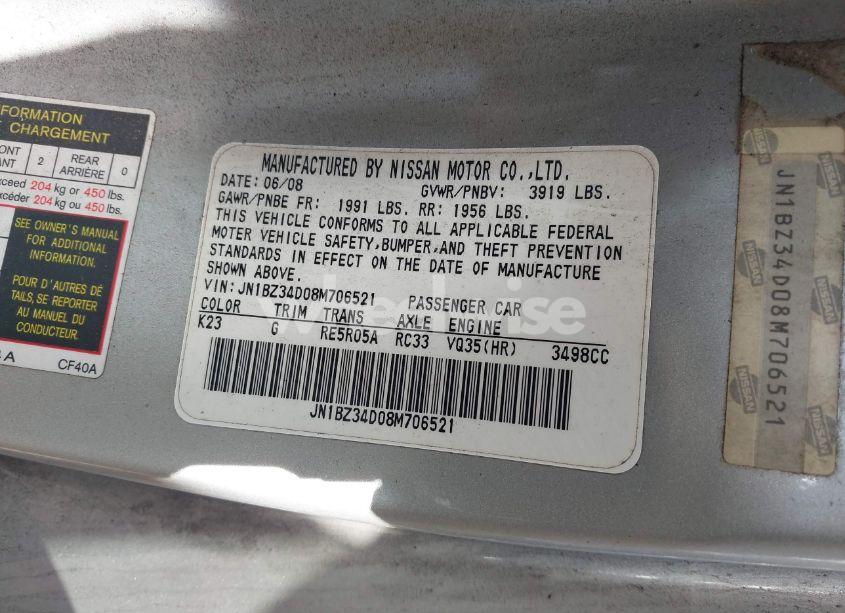 FORMATION
CHARGEMENT
2 REAR ARRIÈRE 0
204 kg or 450 lbs.
204 kg ou 450 lbs.
SEE OWNER'S MANUAL
FOR ADDITIONAL
INFORMATION.
POUR D'AUTRES DÉ-
TAILS, SE REPORTER
AU MANUEL DU
CONDUCTEUR.
CF40A
MANUFACTURED BY NISSAN MOTOR CO.,LTD.
DATE: 06/08 GVWR/PNBV: 3919 LBS.
GAWR/PNBE FR: 1991 LBS. RR: 1956 LBS.
THIS VEHICLE CONFORMS TO ALL APPLICABLE FEDERAL
MOTER VEHICLE SAFETY,BUMPER,AND THEFT PREVENTION
STANDARDS IN EFFECT ON THE DATE OF MANUFACTURE
SHOWN ABOVE.
VIN: JN1BZ34D08M706521 PASSENGER CAR
COLOR TRIM TRANS AXLE ENGINE
K23 G RE5R05A RC33 VQ35(HR) 3498CC
JN1BZ34D08M706521
JN1BZ34D08M706521
NISSAN
NISSAN
NISSAN
NISSAN